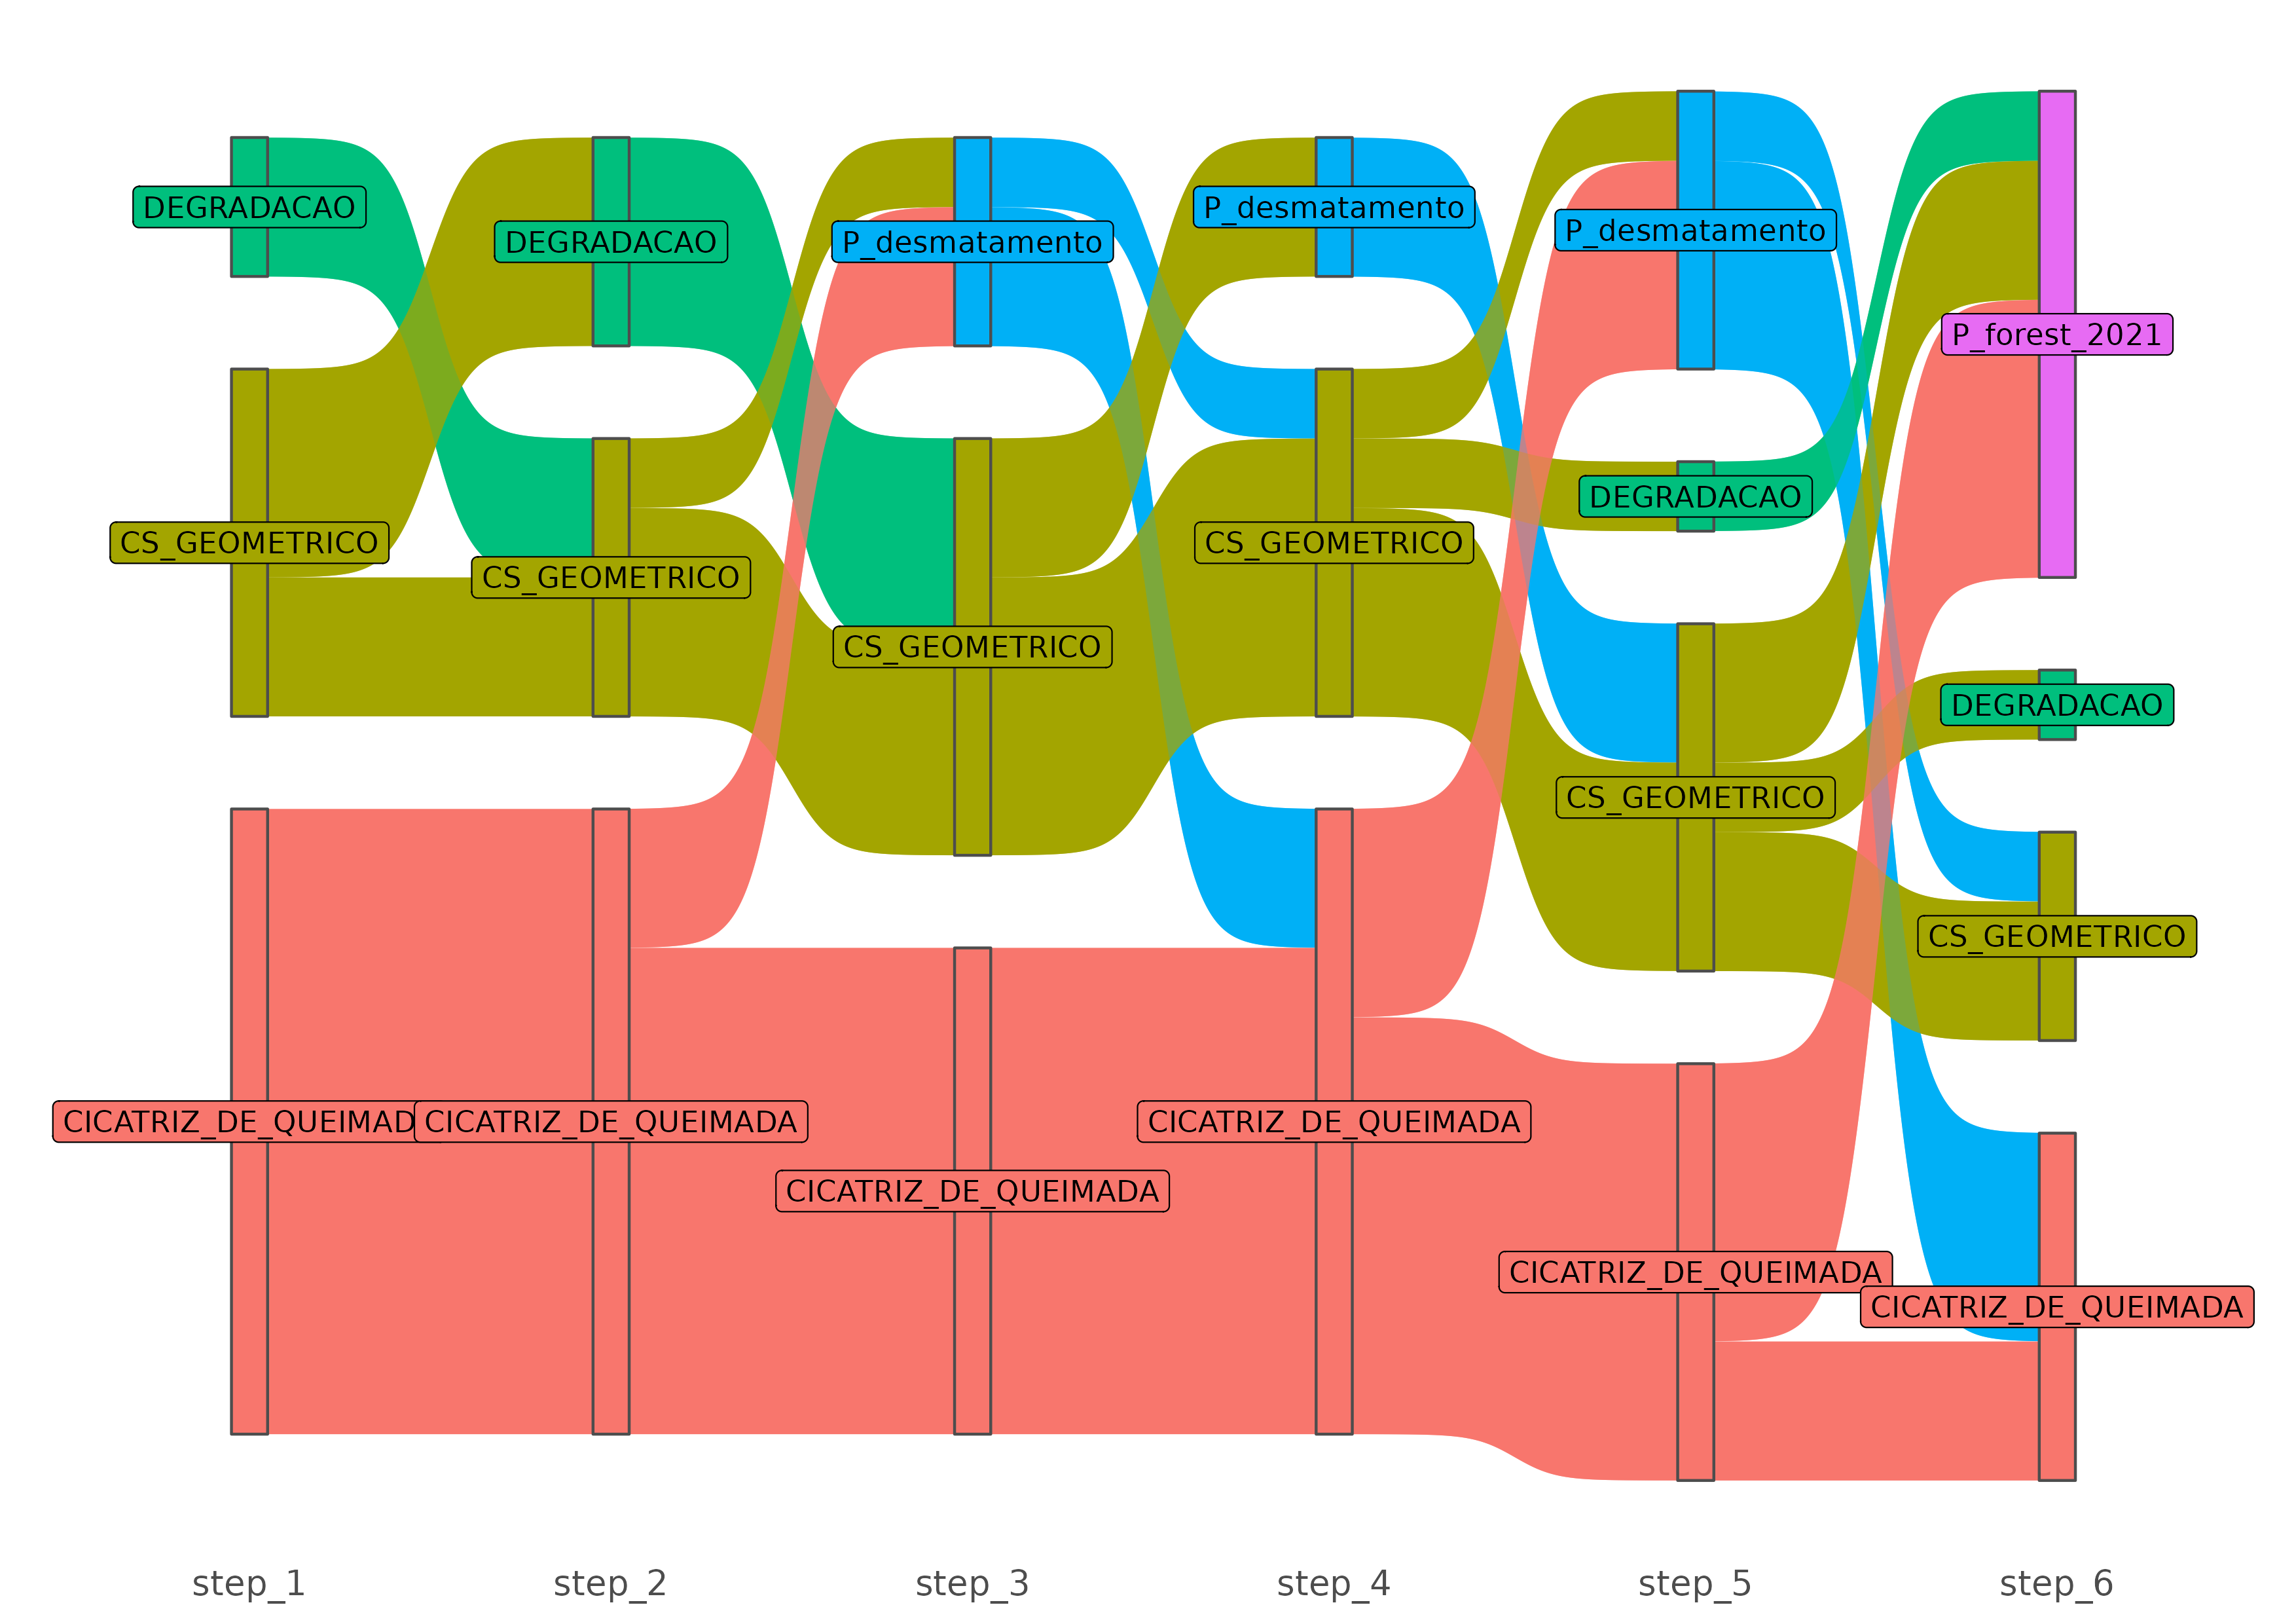 DEGRADACAO
CS_GEOMETRICO
CICATRIZ_DE_QUEIMAD
DEGRADACAO
CS_GEOMETRICO
CICATRIZ_DE_QUEIMADA
P_desmatamento
CS_GEOMETRICO
CICATRIZ_DE_QUEIMADA
P_desmatamento
CS_GEOMETRICO
CICATRIZ_DE_QUEIMADA
P_desmatamento
DEGRADACAO
CS_GEOMETRICO
CICATRIZ_DE_QUEIMADA
P_forest_2021
DEGRADACAO
CS_GEOMETRICO
CICATRIZ_DE_QUEIMADA
step_1
step_2
step_3
step_4
step_5
step_6